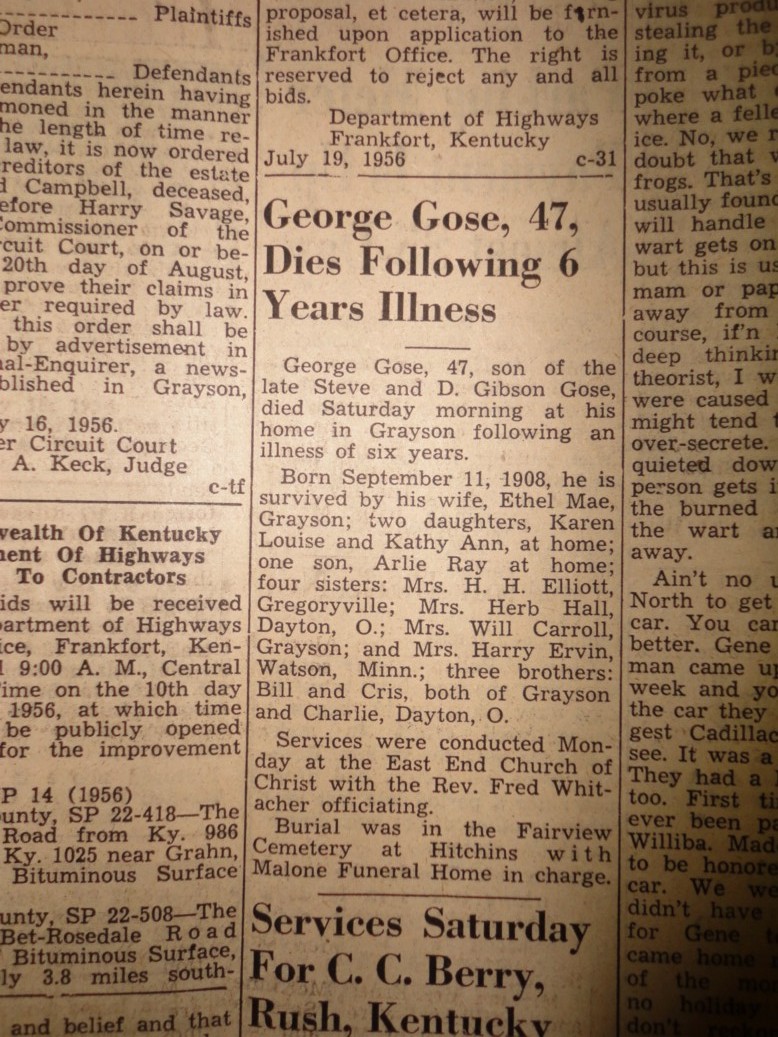 Plaintiffs
Order
man,
Defendants
endants herein having
moned in the manner
he length of time re-
law, it is now ordered
reditors of the estate
d Campbell, deceased,
efore Harry Savage,
Commissioner of the
rcuit Court, on or be-
20th day of August,
prove their claims in
er required by law.
this order shall be
by advertisement in
nal-Enquirer, a news-
blished in Grayson,
y 16, 1956.
er Circuit Court
A. Keck, Judge
c-tf
wealth Of Kentucky
ment Of Highways
To Contractors
ids will be received
partment of Highways
ice, Frankfort, Ken-
l 9:00 A. M., Central
Time on the 10th day
1956, at which time
be publicly opened
for the improvement
P 14 (1956)
ounty, SP 22-418—The
Road from Ky. 986
Ky. 1025 near Grahn,
Bituminous Surface
unty, SP 22-508—The
Bet-Rosedale Road
Bituminous Surface,
ly 3.8 miles south-
and belief and that
proposal, et cetera, will be furn-
ished upon application to the
Frankfort Office. The right is
reserved to reject any and all
bids.
Department of Highways
Frankfort, Kentucky
July 19, 1956 c-31
George Gose, 47,
Dies Following 6
Years Illness
George Gose, 47, son of the
late Steve and D. Gibson Gose,
died Saturday morning at his
home in Grayson following an
illness of six years.
Born September 11, 1908, he is
survived by his wife, Ethel Mae,
Grayson; two daughters, Karen
Louise and Kathy Ann, at home;
one son, Arlie Ray at home;
four sisters: Mrs. H. H. Elliott,
Gregoryville; Mrs. Herb Hall,
Dayton, O.; Mrs. Will Carroll,
Grayson; and Mrs. Harry Ervin,
Watson, Minn.; three brothers:
Bill and Cris, both of Grayson
and Charlie, Dayton, O.
Services were conducted Mon-
day at the East End Church of
Christ with the Rev. Fred Whit-
acher officiating.
Burial was in the Fairview
Cemetery at Hitchins with
Malone Funeral Home in charge.
Services Saturday
For C. C. Berry,
Rush, Kentucky
virus produ
stealing the
ing it, or b
from a piec
poke what
where a felle
ice. No, we n
doubt that v
frogs. That's
usually found
will handle
wart gets on
but this is us
mam or pap
away from
course, if'n
deep thinkin
theorist, I w
were caused
might tend t
over-secrete.
quieted dow
person gets i
the burned
the wart a
away.
Ain't no u
North to get
car. You can
better. Gene
man came up
week and yo
the car they
gest Cadillac
see. It was a
They had a
too. First ti
ever been pa
Williba. Mad
to be honore
car. We we
didn't have
for Gene t
came home i
of the mo
no holiday
don't reckon